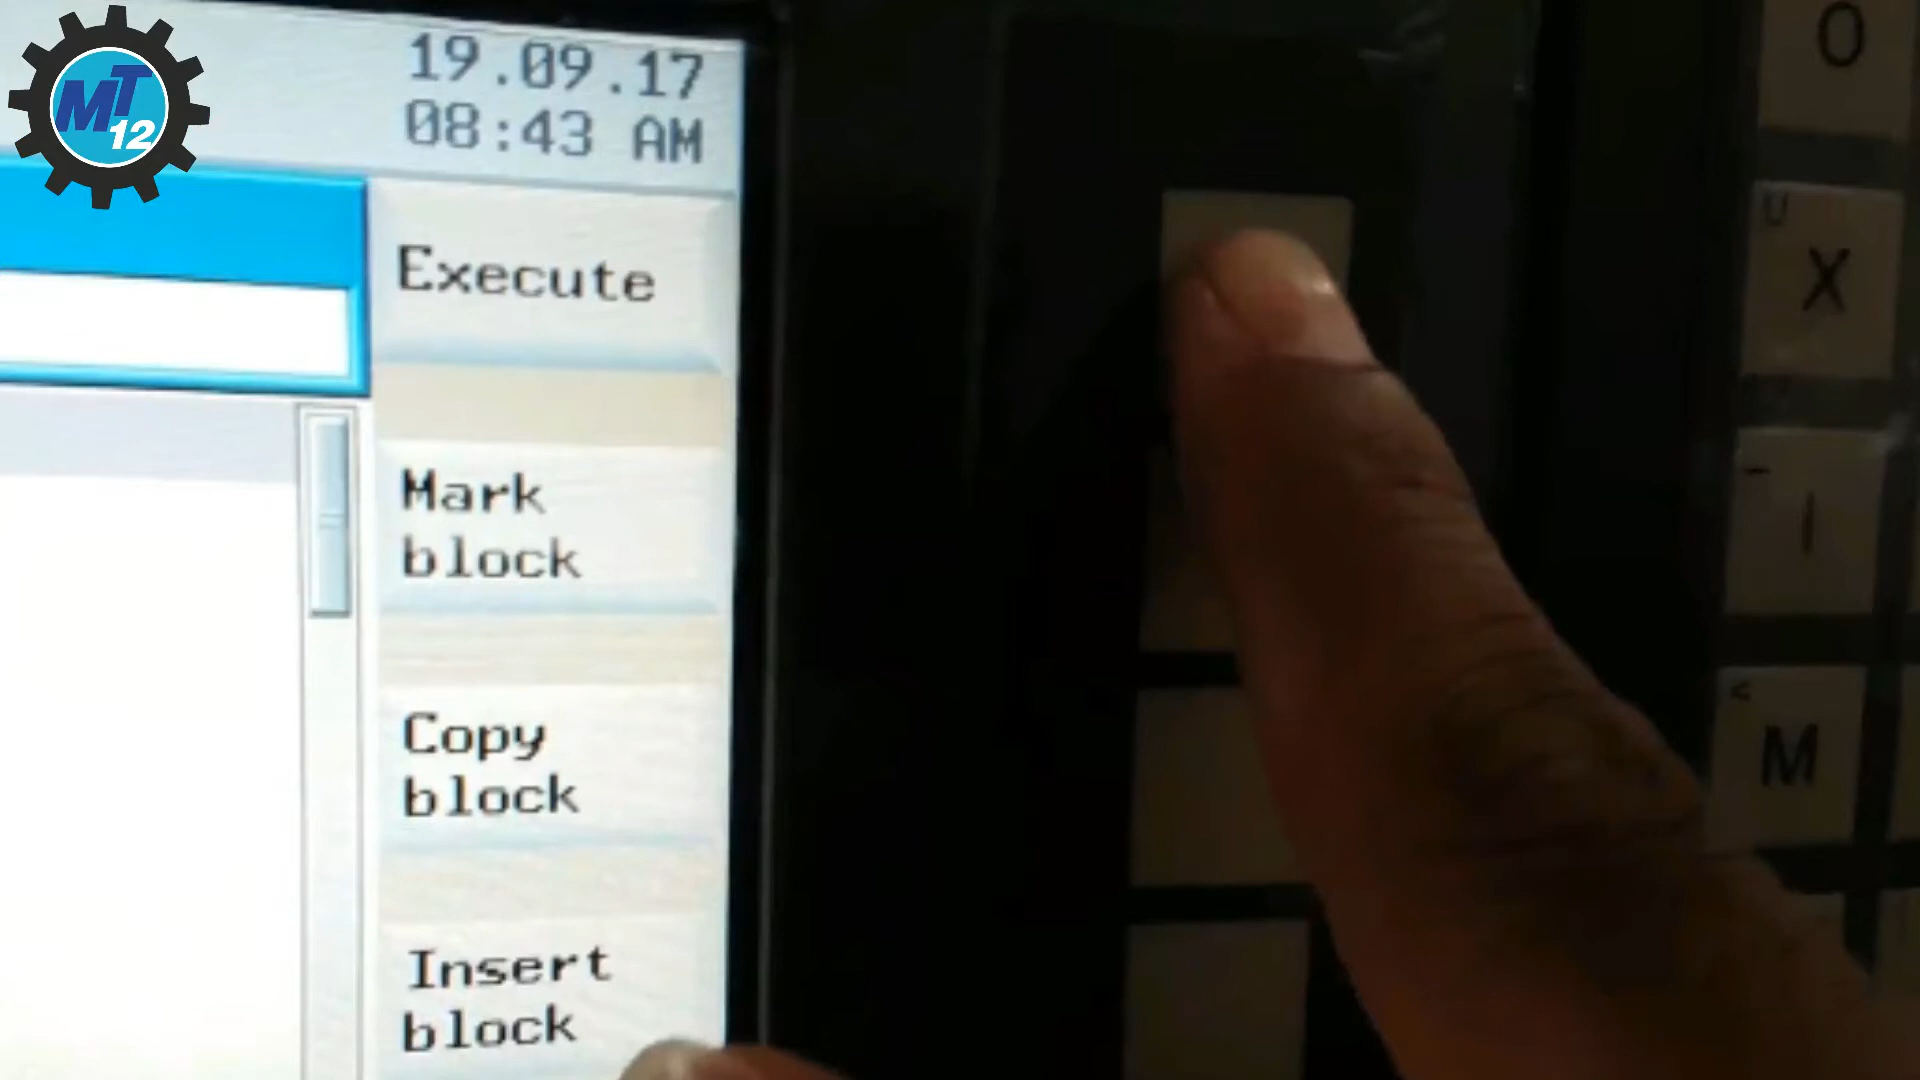 MT
12
19.09.17
08:43 AM
Execute
Mark
block
Copy
block
Insert
block
O
U
X
I
M